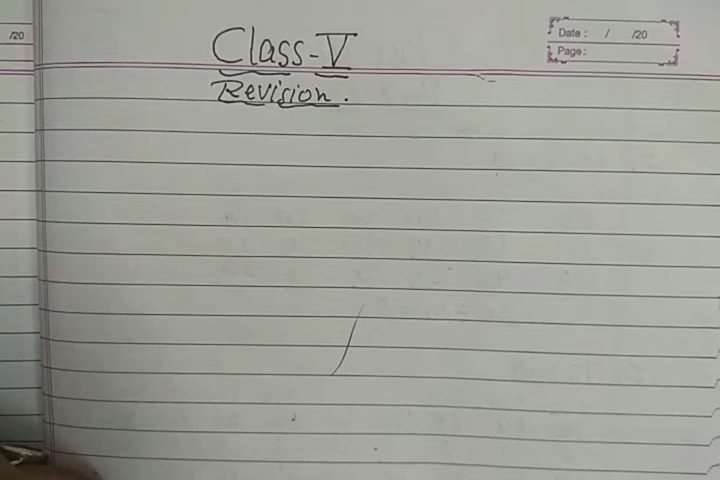 /20
Class-V
Date : / /20
Page:
Revision.